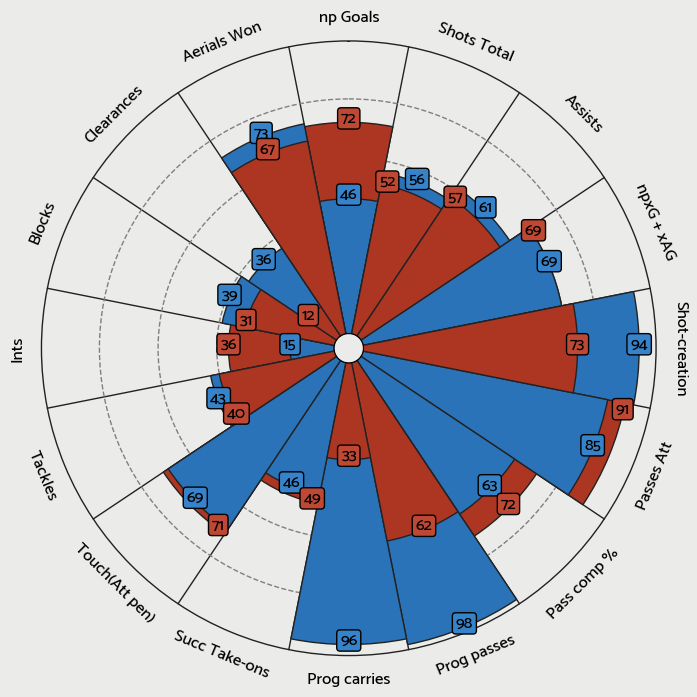 np Goals
Shots Total
Assists
npxG + xAG
Shot-creation
Passes Att
Pass comp %
Prog passes
Prog carries
Succ Take-ons
Touch(Att pen)
Tackles
Ints
Blocks
Clearances
Aerials Won
72
46
52
56
57
61
69
69
73
94
91
85
63
72
62
98
33
96
46
49
69
71
43
40
36
15
39
31
36
12
73
67